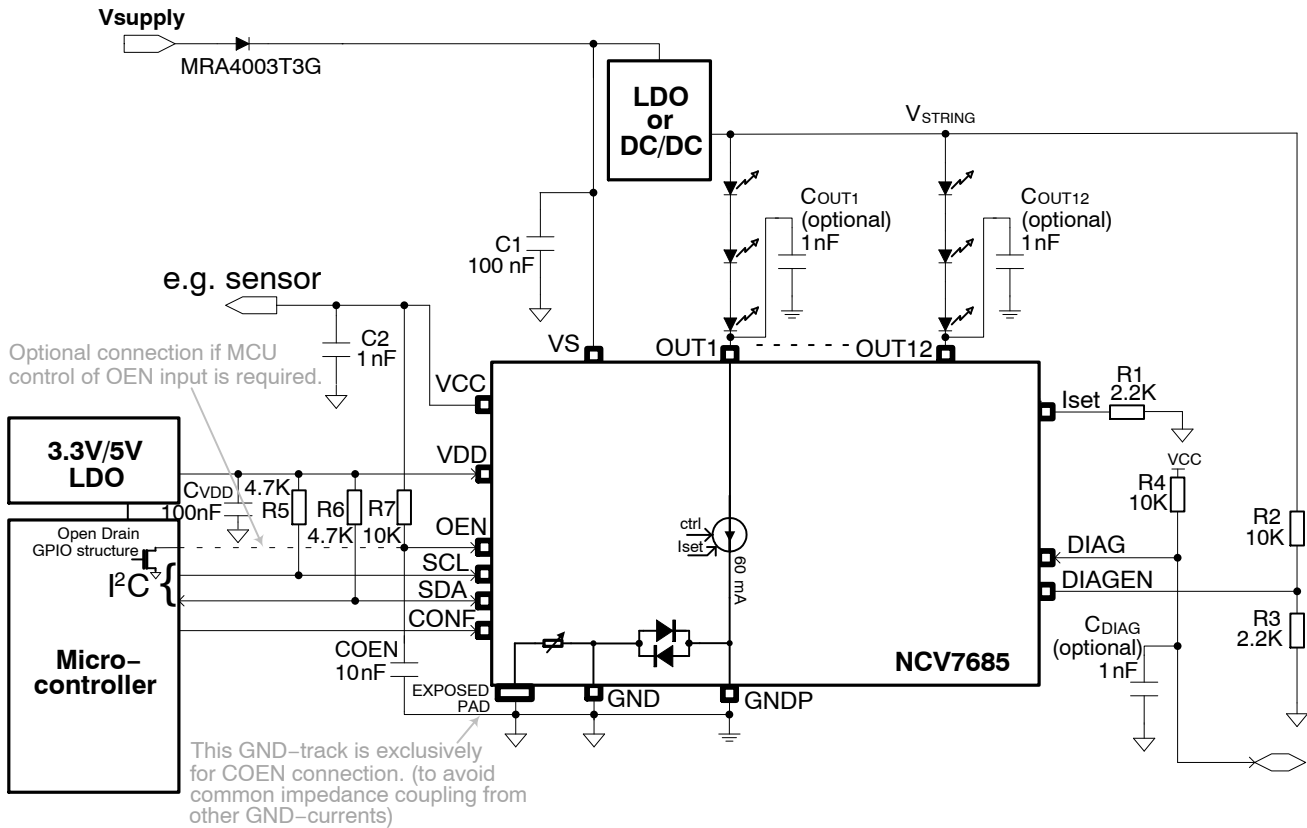 Vsupply
MRA4003T3G
LDO
or
DC/DC
VSTRING
COUT1
(optional)
1nF
COUT12
(optional)
1nF
C1
100 nF
e.g. sensor
C2
1nF
Optional connection if MCU
control of OEN input is required.
VS
OUT1
OUT12
VCC
Iset
R1
2.2K
3.3V/5V
LDO
VDD
CVDD
100nF
4.7K
R5
R6
4.7K
R7
10K
VCC
R4
10K
R2
10K
Open Drain
GPIO structure
I²C {
OEN
SCL
SDA
CONF
ctrl
Iset
60 mA
DIAG
DIAGEN
R3
2.2K
CDIAG
(optional)
1nF
Micro−
controller
COEN
10nF
NCV7685
EXPOSED
PAD
GND
GNDP
This GND−track is exclusively
for COEN connection. (to avoid
common impedance coupling from
other GND−currents)